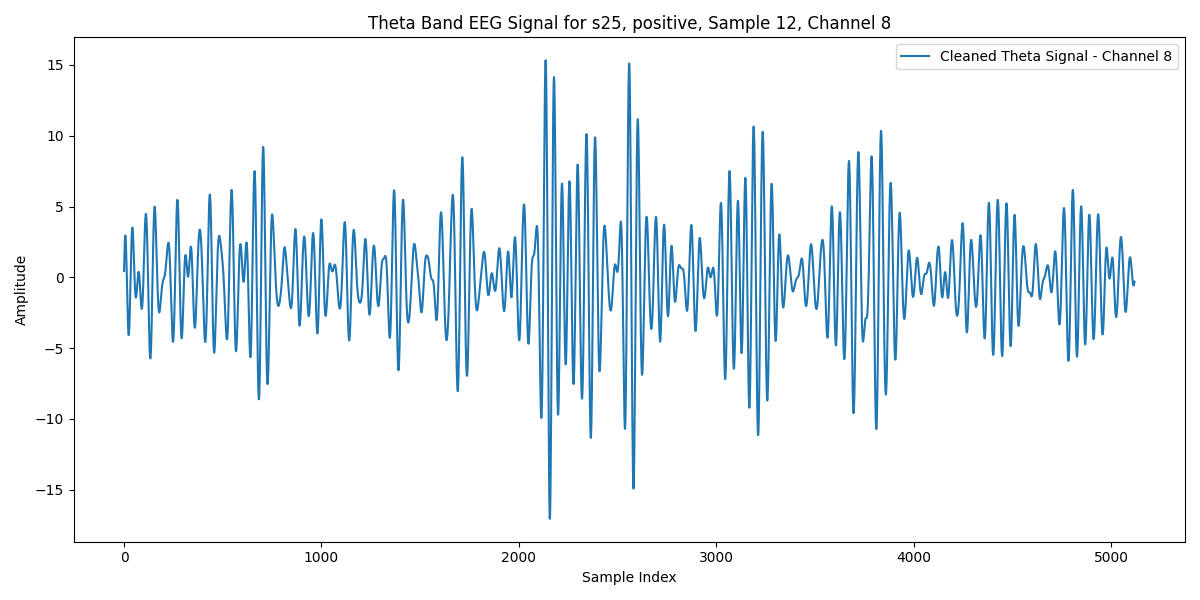 Theta Band EEG Signal for s25, positive, Sample 12, Channel 8
Cleaned Theta Signal - Channel 8
Amplitude
15
10
5
0
−5
−10
−15
0 1000 2000 3000 4000 5000
Sample Index